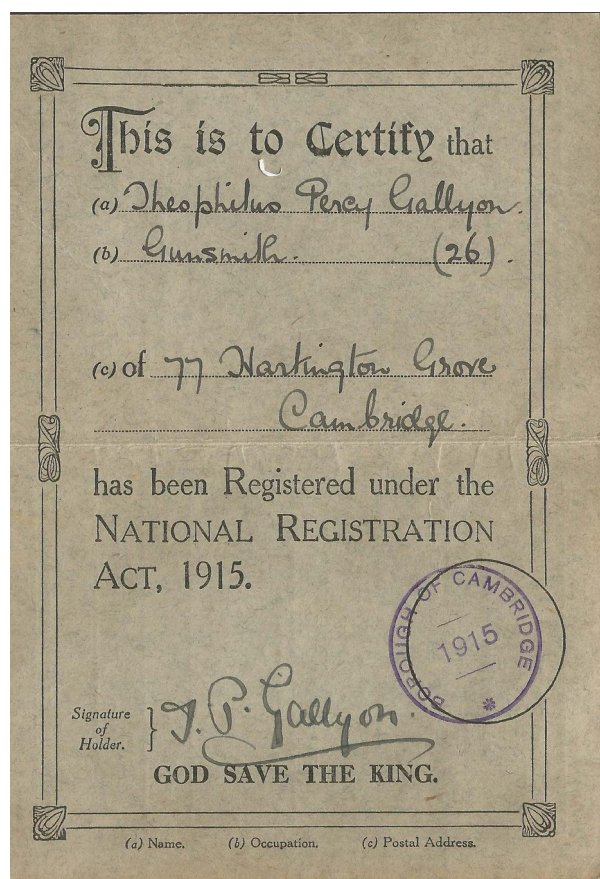 This is to Certify that
(a) Theophilus Percy Gallyon.
(b) Gunsmith. (26).
(c) of 77 Hartington Grove
Cambridge.
has been Registered under the
NATIONAL REGISTRATION
ACT, 1915.
BOROUGH OF CAMBRIDGE
1915
*
Signature
of
Holder.
} T. P. Gallyon.
GOD SAVE THE KING.
(a) Name. (b) Occupation. (c) Postal Address.